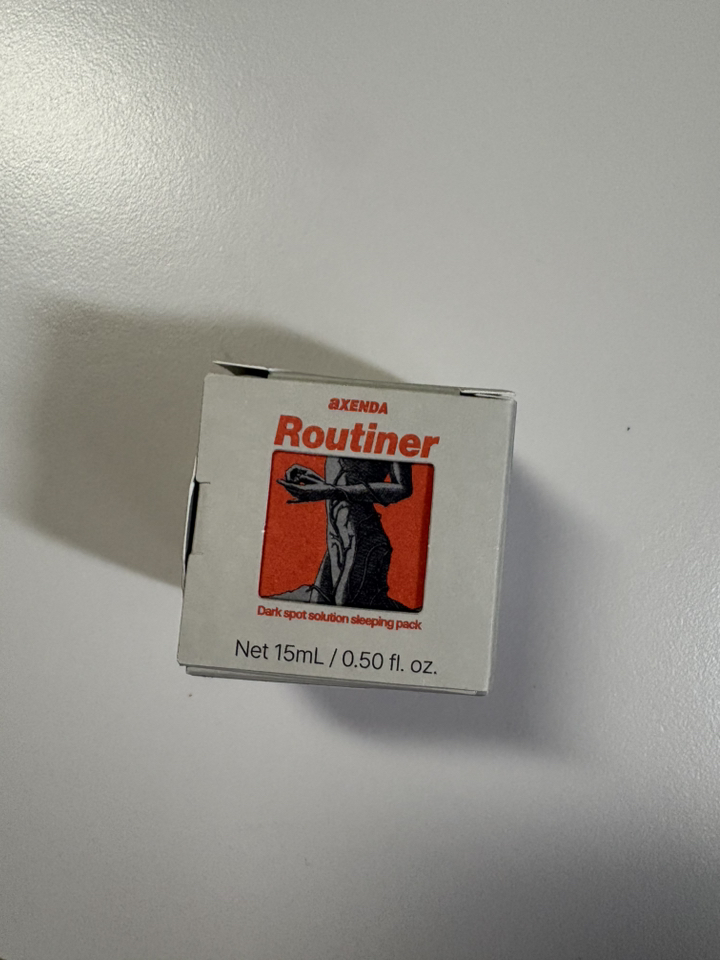 aXENDA
Routiner
Dark spot solution sleeping pack
Net 15mL / 0.50 fl. oz.